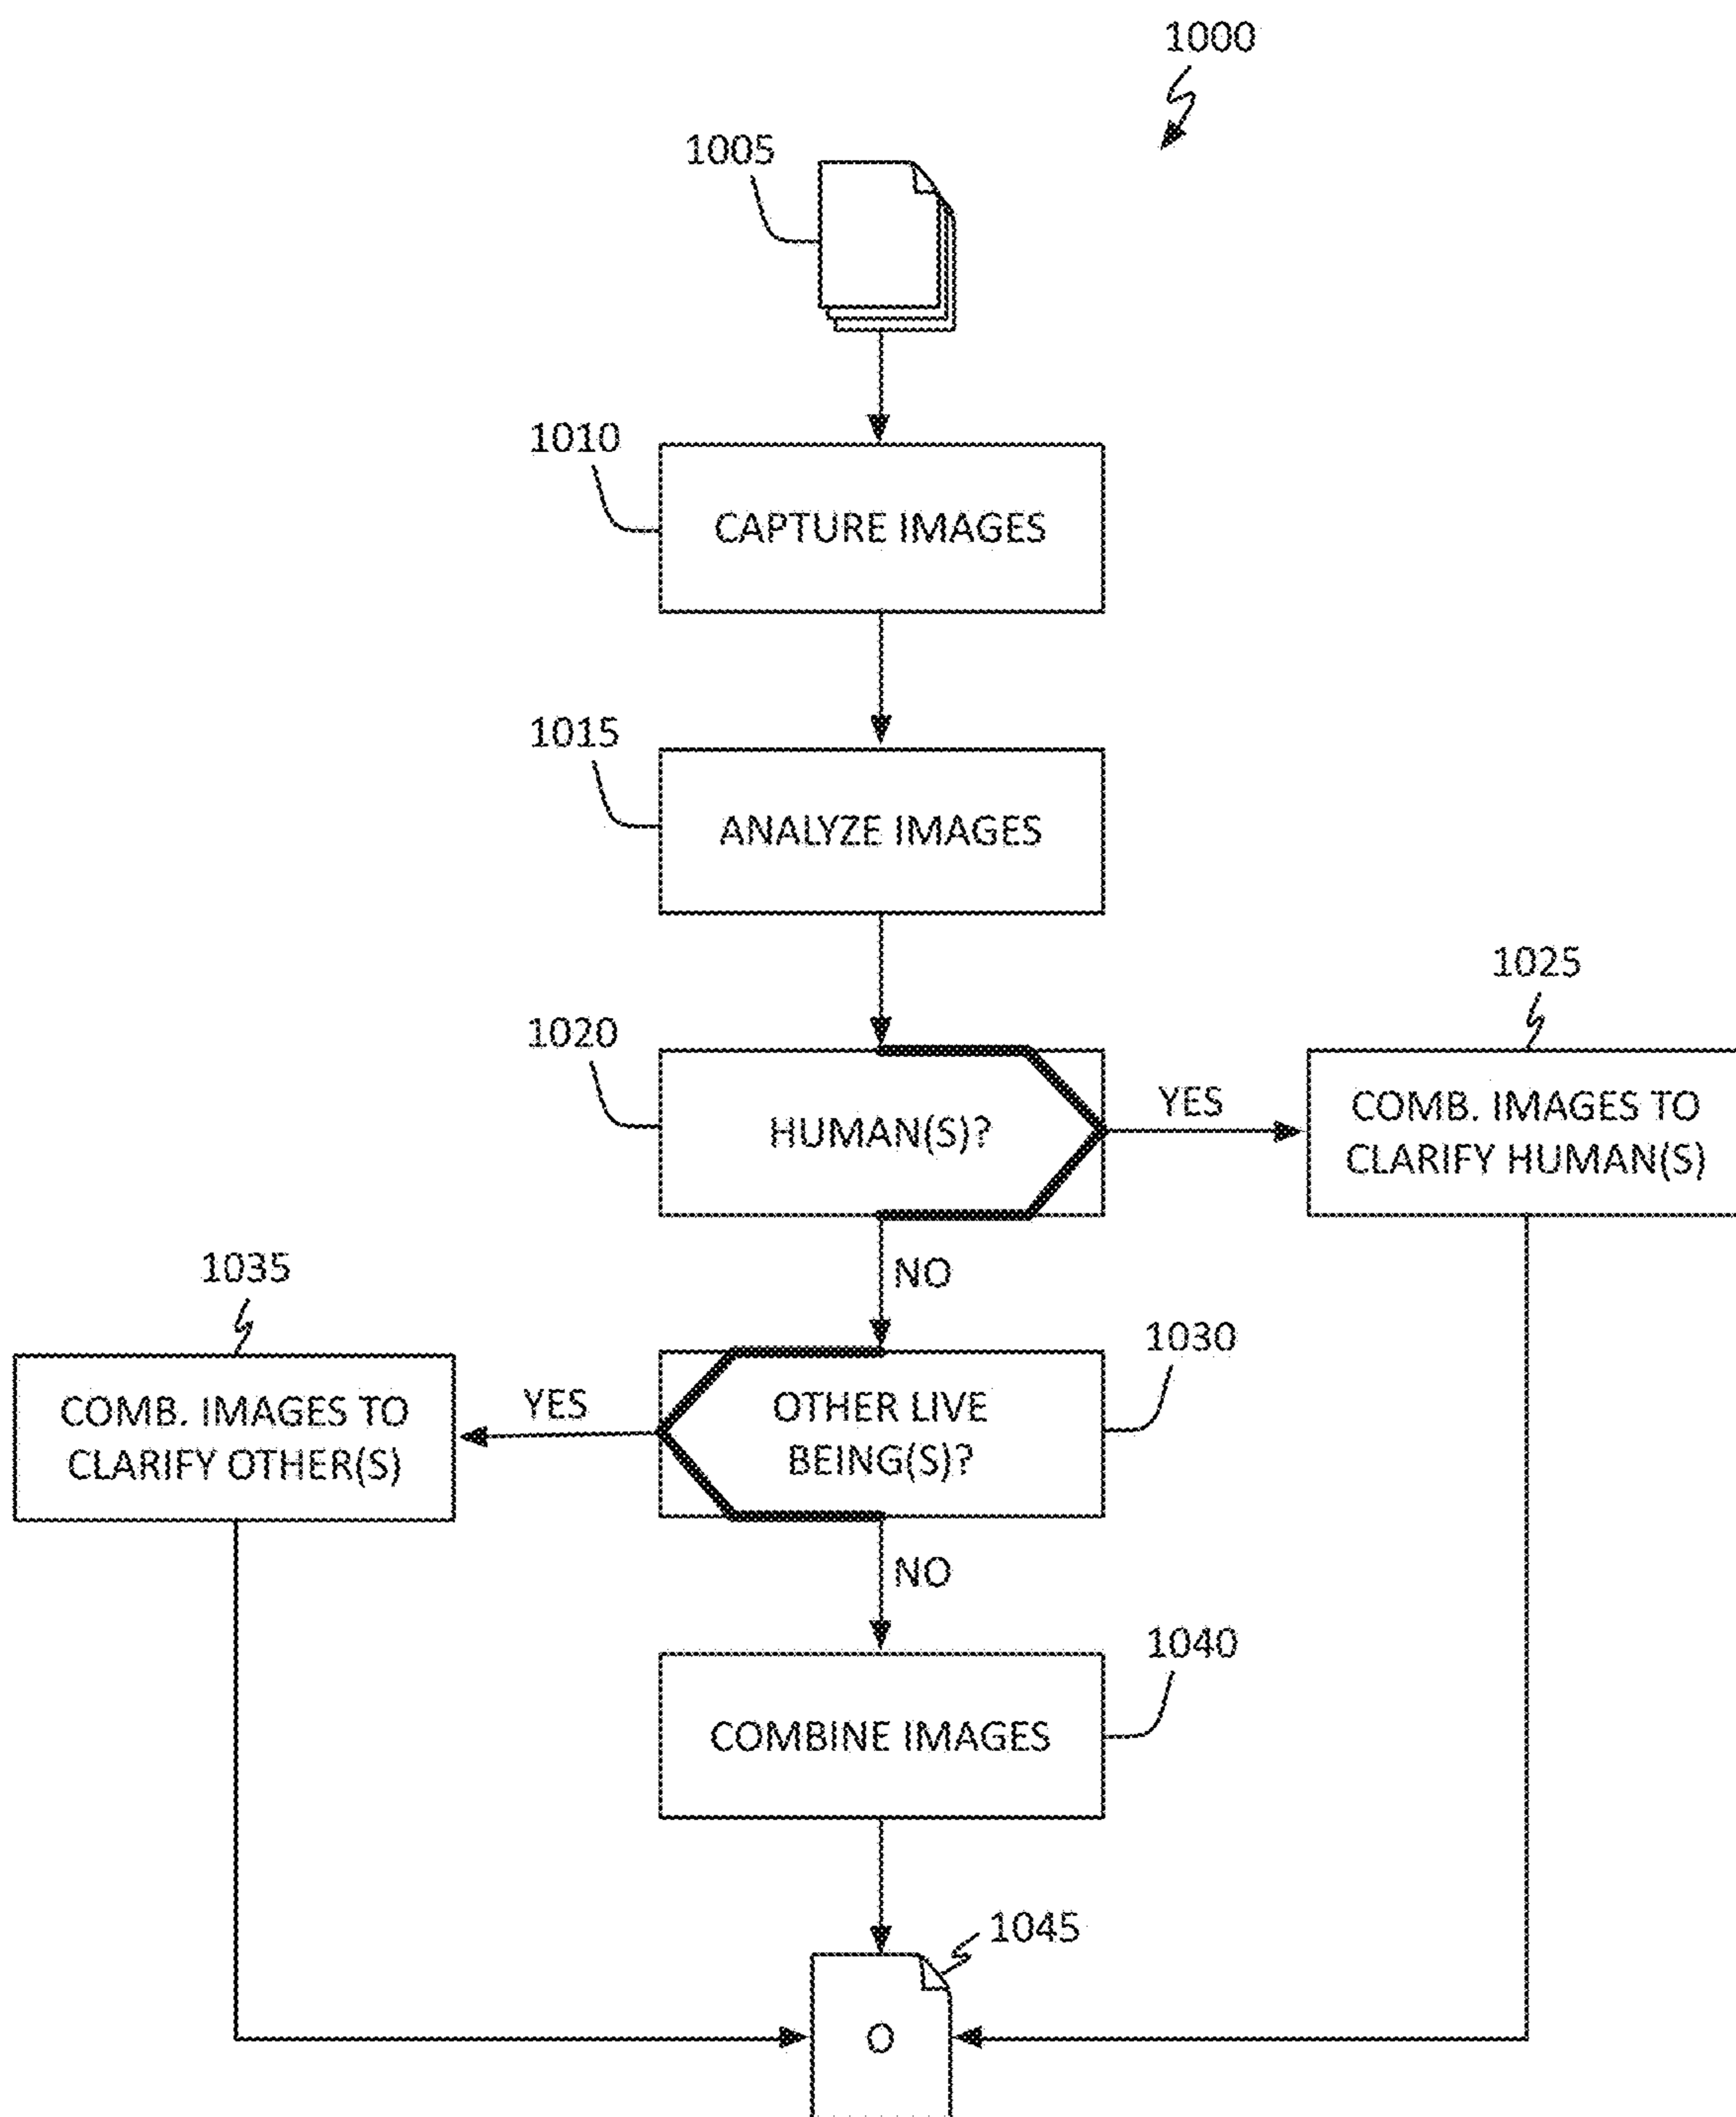 1000
1005
1010
CAPTURE IMAGES
1015
ANALYZE IMAGES
1025
1020
HUMAN(S)?
YES
COMB. IMAGES TO
CLARIFY HUMAN(S)
NO
1035
1030
COMB. IMAGES TO
CLARIFY OTHER(S)
YES
OTHER LIVE
BEING(S)?
NO
1040
COMBINE IMAGES
1045
O